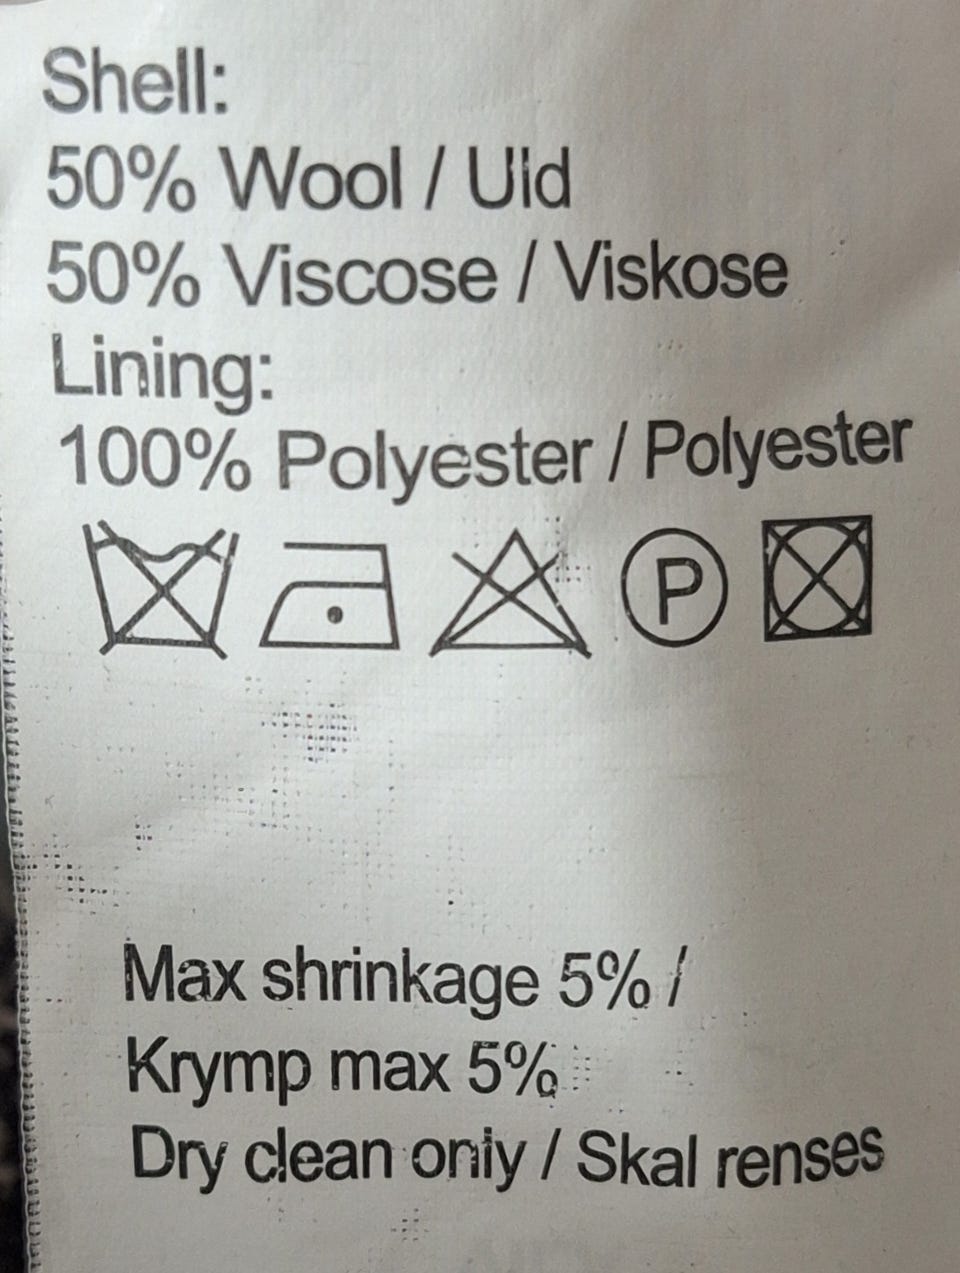 Shell:
50% Wool / Uld
50% Viscose / Viskose
Lining:
100% Polyester / Polyester
P
Max shrinkage 5% /
Krymp max 5%
Dry clean only / Skal renses